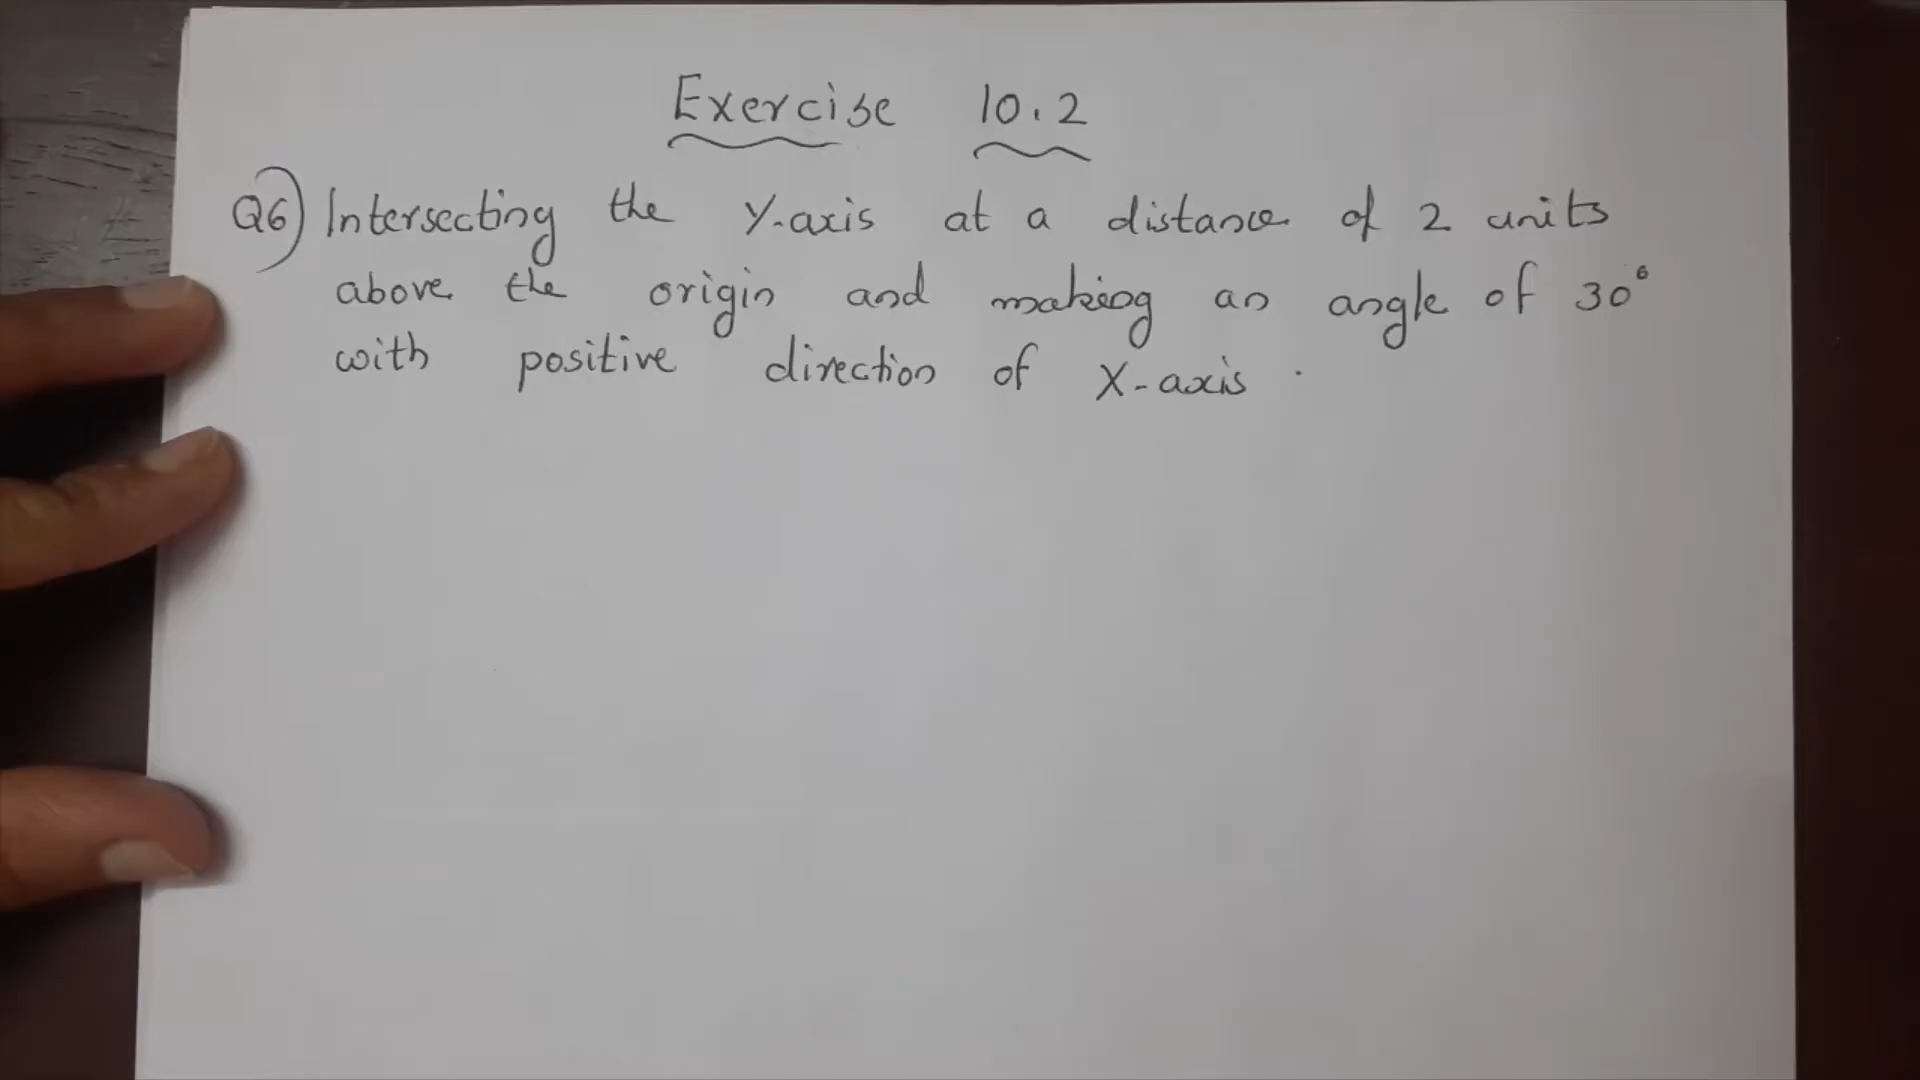 Exercise 10.2
Q6) Intersecting the Y-axis at a distance of 2 units
above the origin and making an angle of 30°
with positive direction of X-axis.